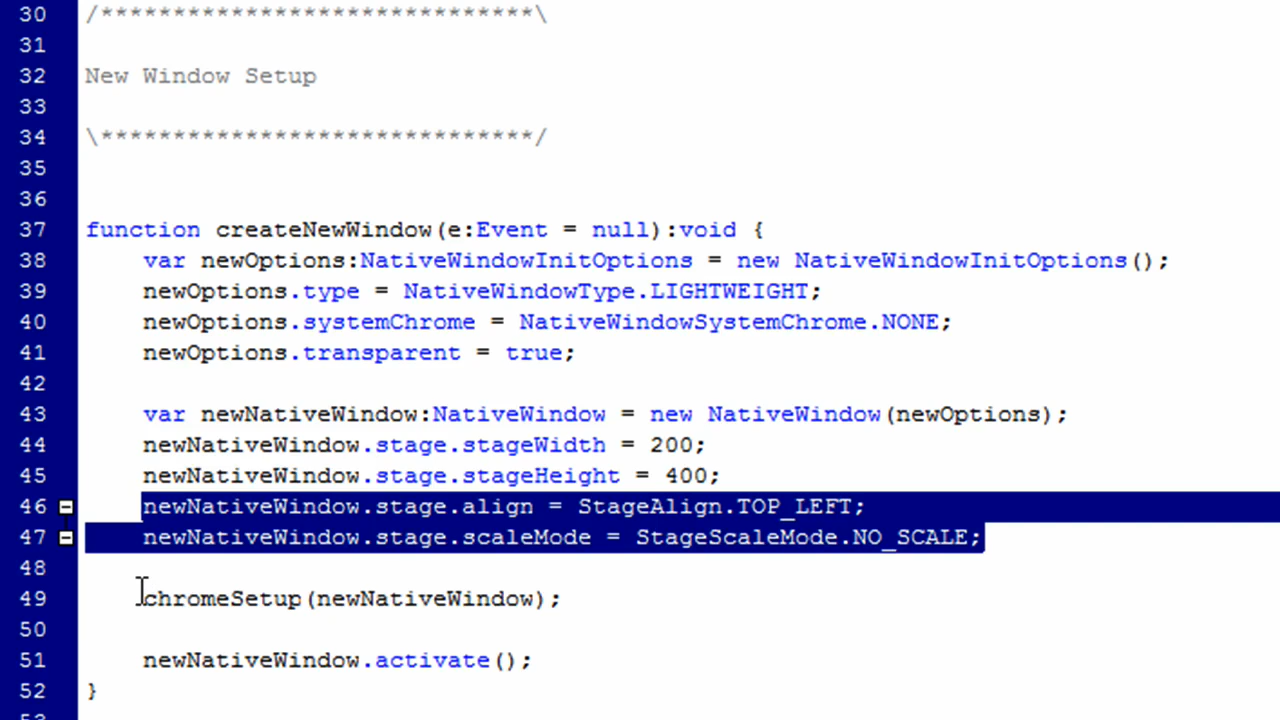 30 /******************************\
31
32 New Window Setup
33
34 \******************************/
35
36
37 function createNewWindow(e:Event = null):void {
38 var newOptions:NativeWindowInitOptions = new NativeWindowInitOptions();
39 newOptions.type = NativeWindowType.LIGHTWEIGHT;
40 newOptions.systemChrome = NativeWindowSystemChrome.NONE;
41 newOptions.transparent = true;
42
43 var newNativeWindow:NativeWindow = new NativeWindow(newOptions);
44 newNativeWindow.stage.stageWidth = 200;
45 newNativeWindow.stage.stageHeight = 400;
46 newNativeWindow.stage.align = StageAlign.TOP_LEFT;
47 newNativeWindow.stage.scaleMode = StageScaleMode.NO_SCALE;
48
49 chromeSetup(newNativeWindow);
50
51 newNativeWindow.activate();
52 }